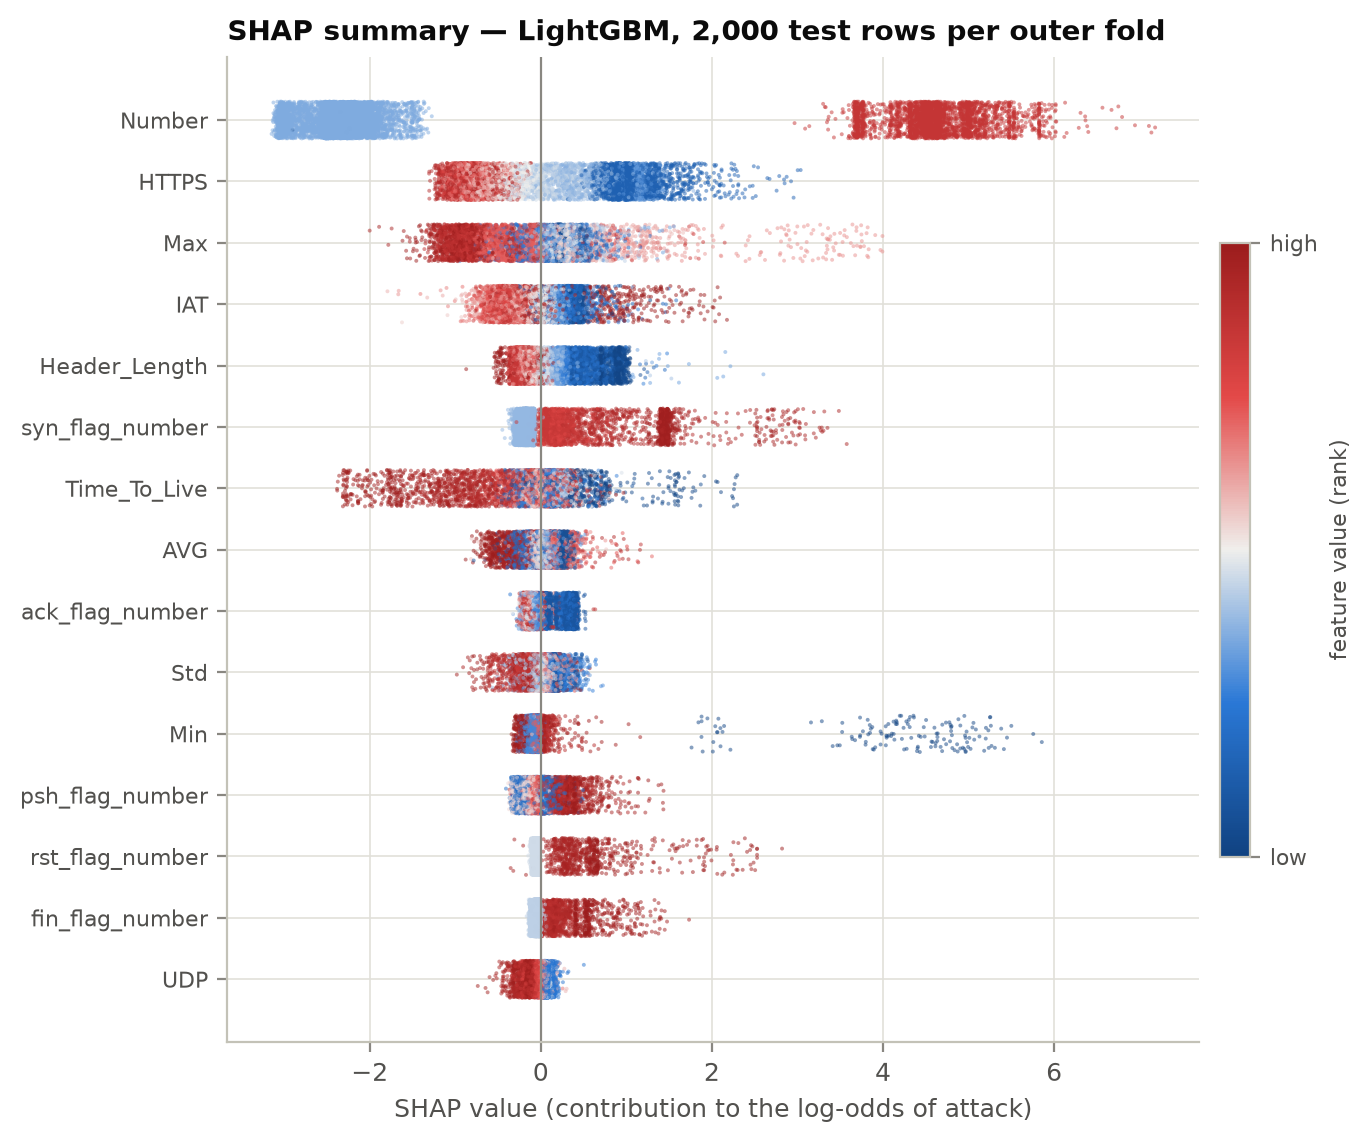 SHAP summary — LightGBM, 2,000 test rows per outer fold
Number
HTTPS
Max
IAT
Header_Length
syn_flag_number
Time_To_Live
AVG
ack_flag_number
Std
Min
psh_flag_number
rst_flag_number
fin_flag_number
UDP
−2
0
2
4
6
SHAP value (contribution to the log-odds of attack)
high
low
feature value (rank)